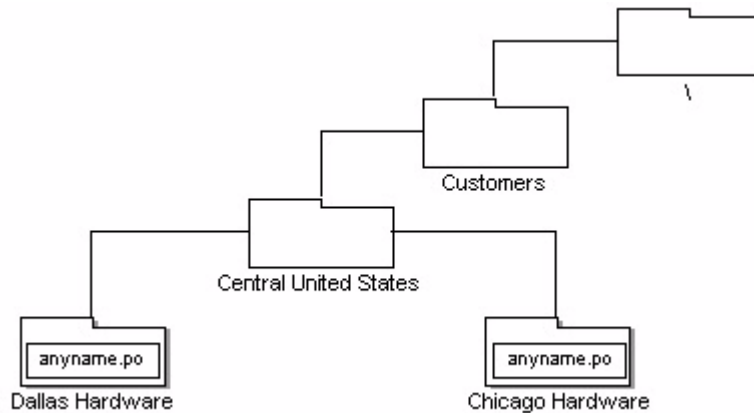 \
Customers
Central United States
anyname.po
anyname.po
Dallas Hardware
Chicago Hardware